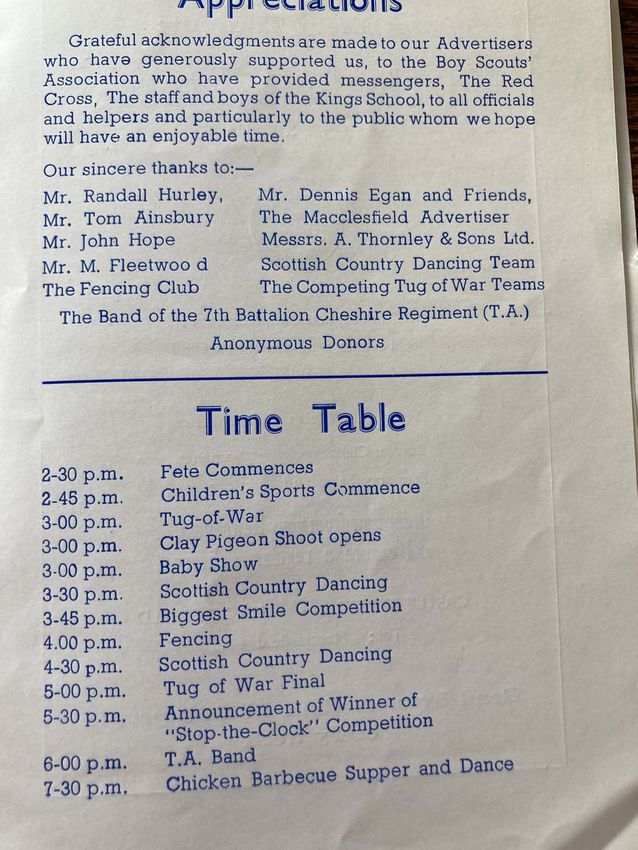 Appreciations
Grateful acknowledgments are made to our Advertisers
who have generously supported us, to the Boy Scouts'
Association who have provided messengers, The Red
Cross, The staff and boys of the Kings School, to all officials
and helpers and particularly to the public whom we hope
will have an enjoyable time.
Our sincere thanks to:—
Mr. Randall Hurley, Mr. Dennis Egan and Friends,
Mr. Tom Ainsbury The Macclesfield Advertiser
Mr. John Hope Messrs. A. Thornley & Sons Ltd.
Mr. M. Fleetwoo d Scottish Country Dancing Team
The Fencing Club The Competing Tug of War Teams
The Band of the 7th Battalion Cheshire Regiment (T.A.)
Anonymous Donors
Time Table
2-30 p.m. Fete Commences
2-45 p.m. Children's Sports Commence
3-00 p.m. Tug-of-War
3-00 p.m. Clay Pigeon Shoot opens
3-00 p.m. Baby Show
3-30 p.m. Scottish Country Dancing
3-45 p.m. Biggest Smile Competition
4.00 p.m. Fencing
4-30 p.m. Scottish Country Dancing
5-00 p.m. Tug of War Final
5-30 p.m. Announcement of Winner of
"Stop-the-Clock" Competition
6-00 p.m. T.A. Band
7-30 p.m. Chicken Barbecue Supper and Dance